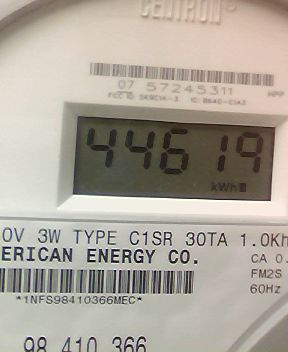 CENTRON
07 57245311
44619
kWh
0V 3W TYPE C1SR 30TA 1.0Kh
ERICAN ENERGY CO.
CA 0.
FM2S
60Hz
*1NFS98410366MEC*
98 410 366